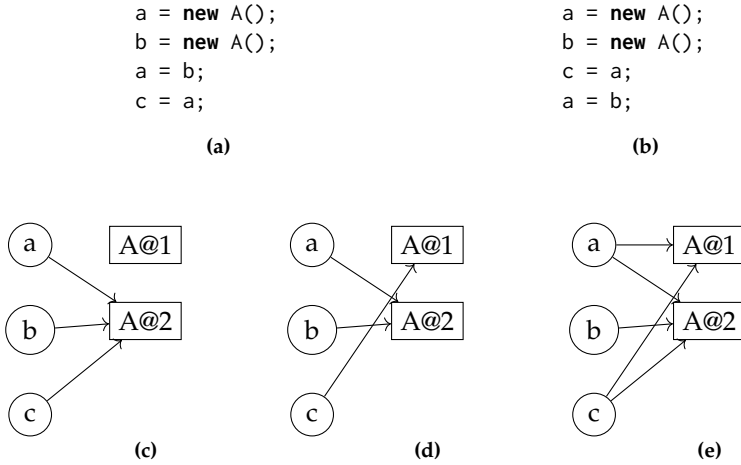 a = new A();
b = new A();
a = b;
c = a;
(a)
a = new A();
b = new A();
c = a;
a = b;
(b)
a
A@1
b
A@2
c
(c)
a
A@1
b
A@2
c
(d)
a
A@1
b
A@2
c
(e)